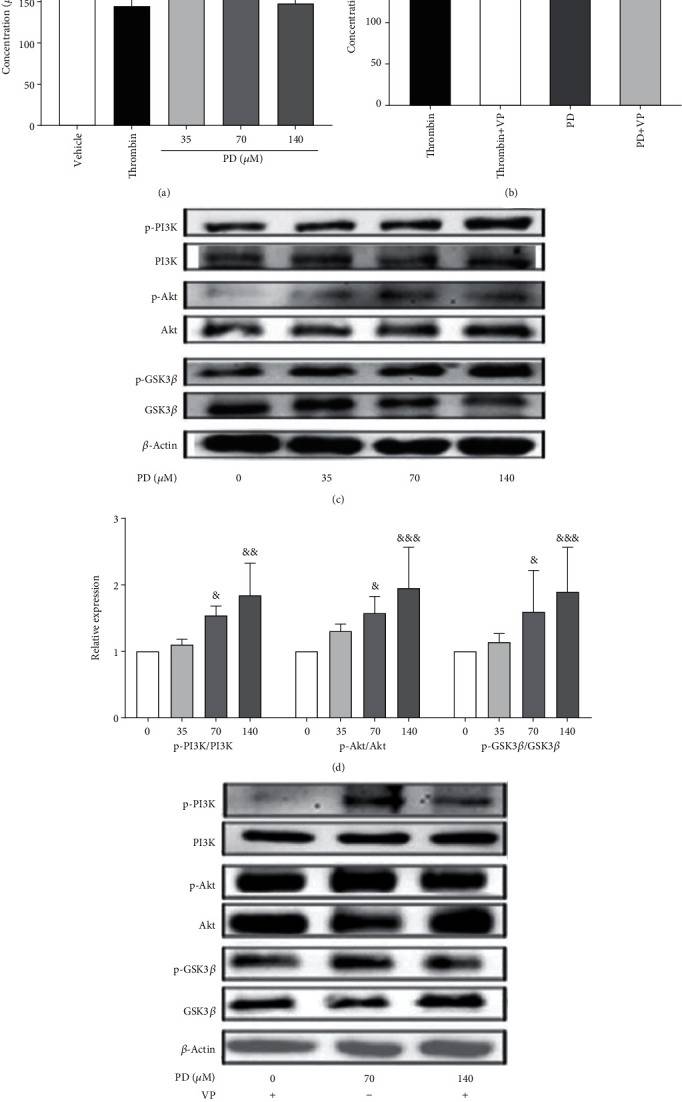 Concentration (
150
100
50
0
Vehicle
Thrombin
35
70
140
PD (μM)
(a)
100
50
0
Thrombin
Thrombin+VP
PD
PD+VP
(b)
p-PI3K
PI3K
p-Akt
Akt
p-GSK3β
GSK3β
β-Actin
PD (μM)
0
35
70
140
(c)
Relative expression
3
2
1
0
&
&&
&
&&&
&
&&&
0 35 70 140 0 35 70 140 0 35 70 140
p-PI3K/PI3K p-Akt/Akt p-GSK3β/GSK3β
(d)
p-PI3K
PI3K
p-Akt
Akt
p-GSK3β
GSK3β
β-Actin
PD (μM) 0 70 140
VP + − +